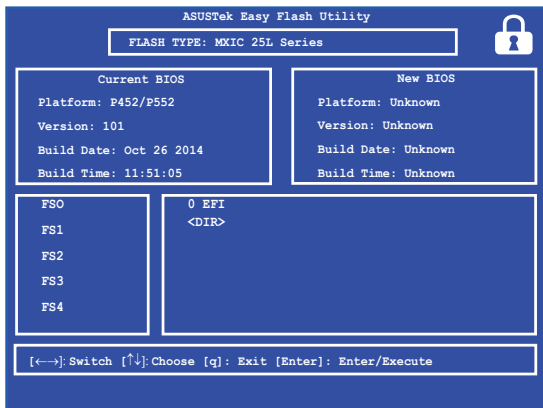 ASUSTek Easy Flash Utility
FLASH TYPE: MXIC 25L Series
Current BIOS
Platform: P452/P552
Version: 101
Build Date: Oct 26 2014
Build Time: 11:51:05
New BIOS
Platform: Unknown
Version: Unknown
Build Date: Unknown
Build Time: Unknown
FSO
FS1
FS2
FS3
FS4
0 EFI
<DIR>
[←→]: Switch [↑↓]: Choose [q]: Exit [Enter]: Enter/Execute